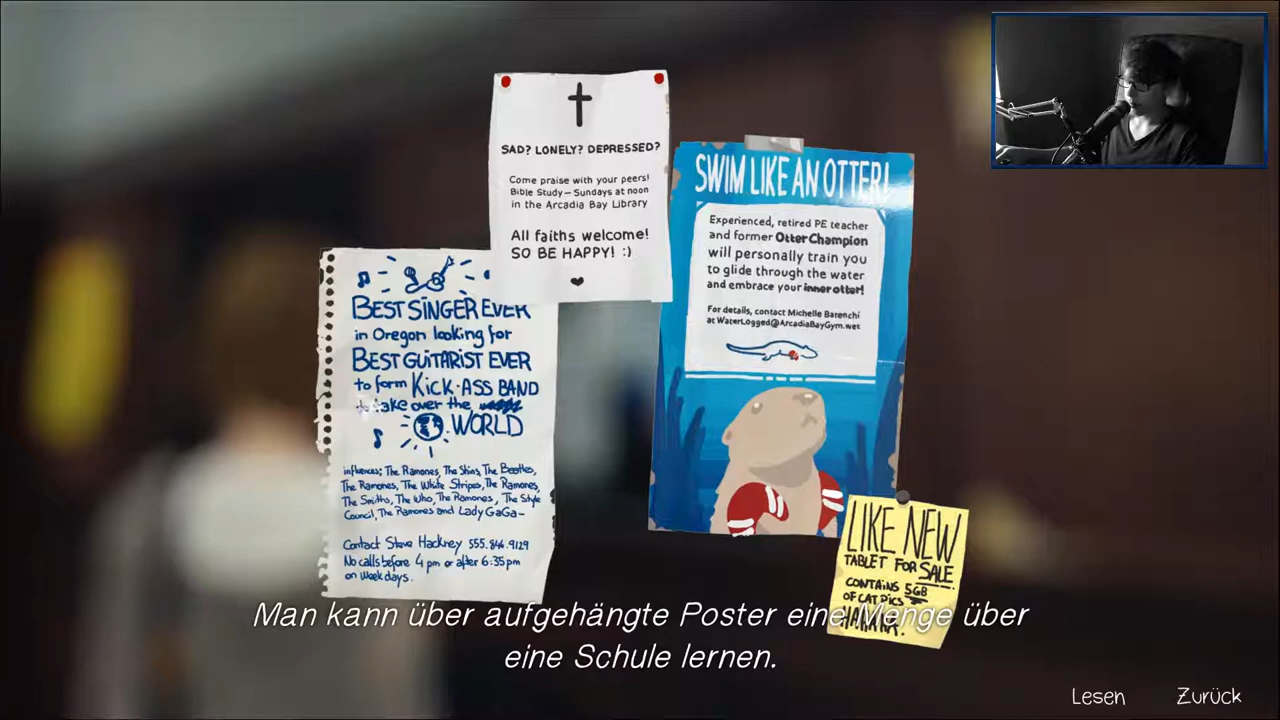 SAD? LONELY? DEPRESSED?
Come praise with your peers!
Bible Study – Sundays at noon
in the Arcadia Bay Library
All faiths welcome!
SO BE HAPPY! :)
SWIM LIKE AN OTTER!
Experienced, retired PE teacher
and former Otter Champion
will personally train you
to glide through the water
and embrace your inner otter!
For details, contact Michelle Barenchi
at WaterLogged@ArcadiaBayGym.wet
BEST SINGER EVER
in Oregon looking for
BEST GUITARIST EVER
to form KICK-ASS BAND
to take over the
WORLD
influences: The Ramones, The Shins, The Beatles,
The Ramones, The White Stripes, The Ramones,
The Smiths, The Who, The Ramones, The Style
Council, The Ramones and Lady GaGa–
Contact Steve Hackney 555.846.9129
No calls before 4 pm or after 6:35pm
on weekdays.
LIKE NEW
TABLET FOR SALE
CONTAINS 5GB
OF CAT PICS
HAHAHA.
Man kann über aufgehängte Poster eine Menge über
eine Schule lernen.
Lesen Zurück